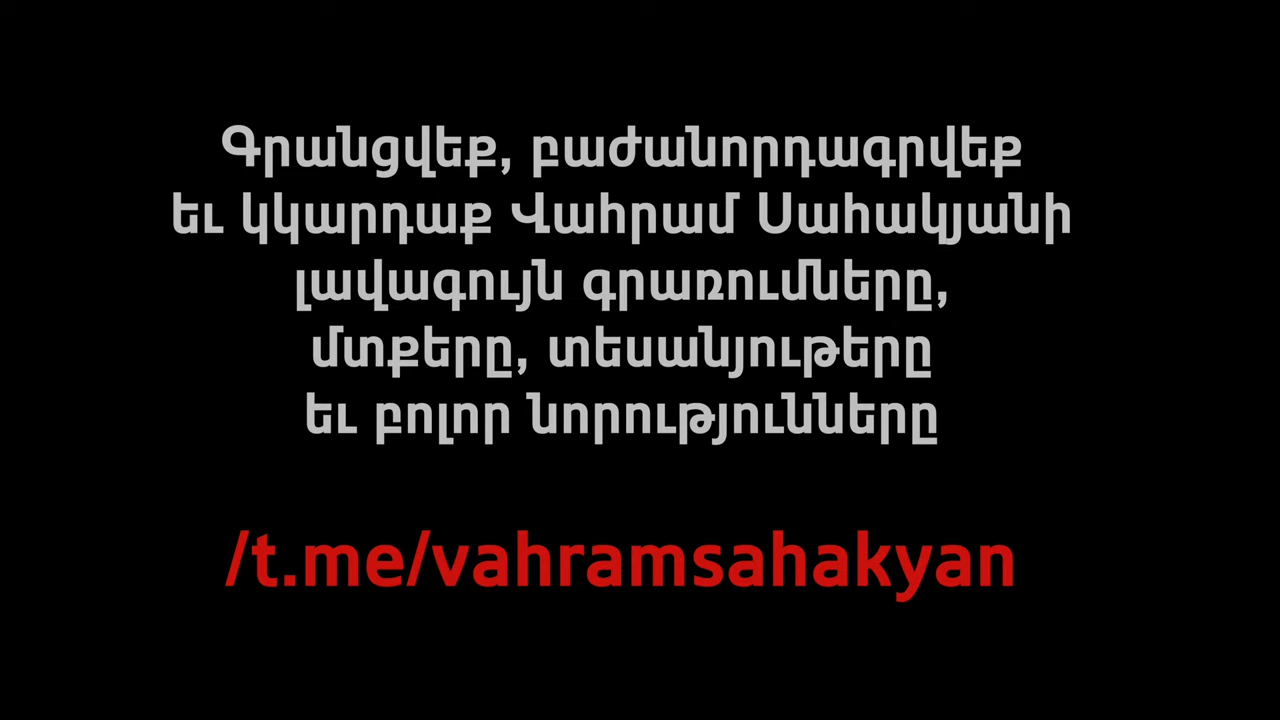 Գրանցվեք, բաժանորդագրվեք
եւ կկարդաք Վահրամ Սահակյանի
լավագույն գրառումները,
մտքերը, տեսանյութերը
եւ բոլոր նորությունները
/t.me/vahramsahakyan